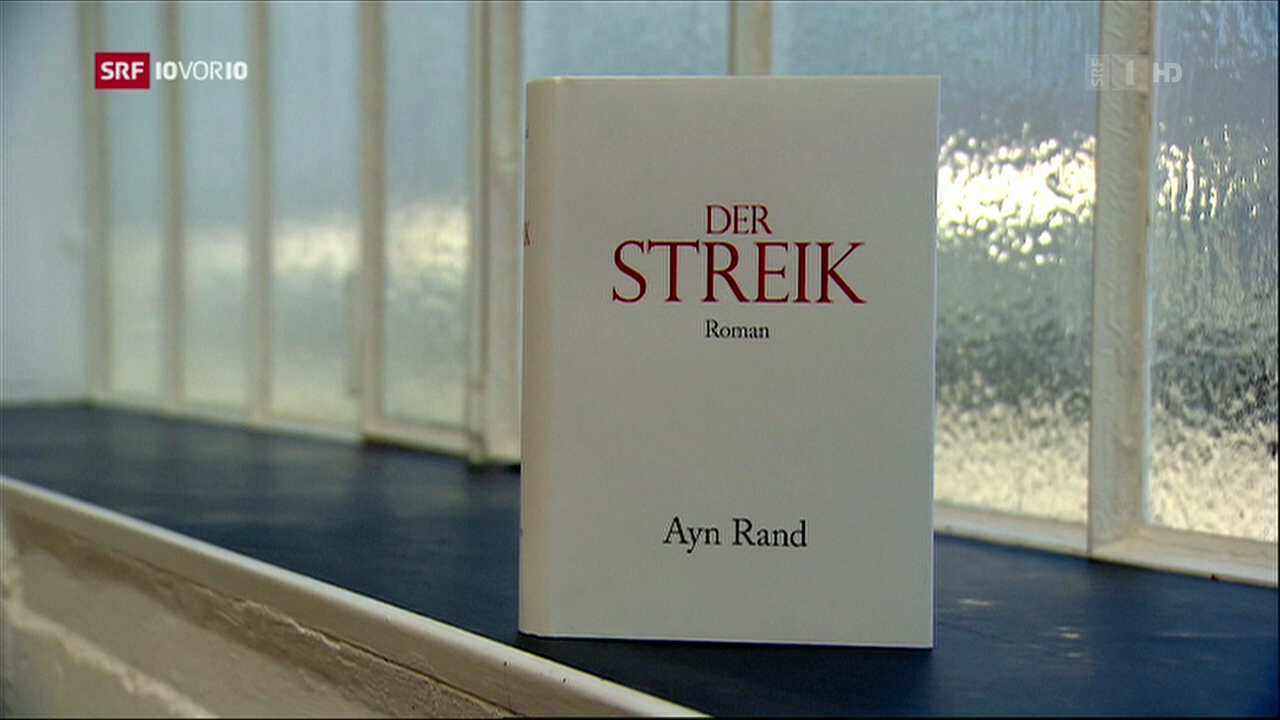 SRF 10VOR10
SRF 1 HD
DER
STREIK
Roman
Ayn Rand
K